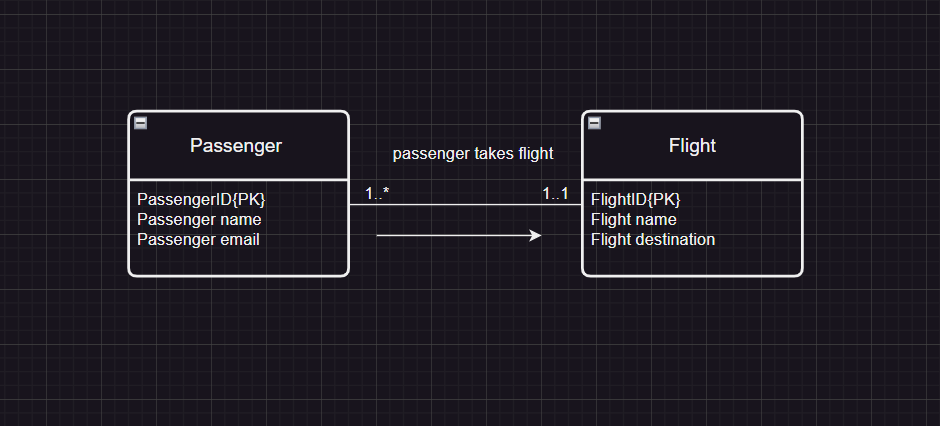 Passenger
PassengerID{PK}
Passenger name
Passenger email
passenger takes flight
1..*
1..1
Flight
FlightID{PK}
Flight name
Flight destination